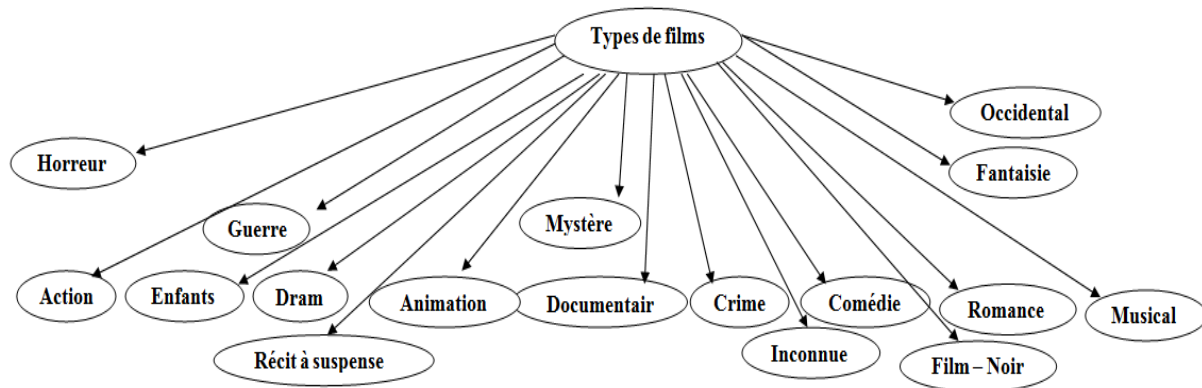 Types de films
Occidental
Horreur
Fantaisie
Guerre
Mystère
Action
Enfants
Dram
Animation
Documentair
Crime
Comédie
Romance
Musical
Récit à suspense
Inconnue
Film – Noir